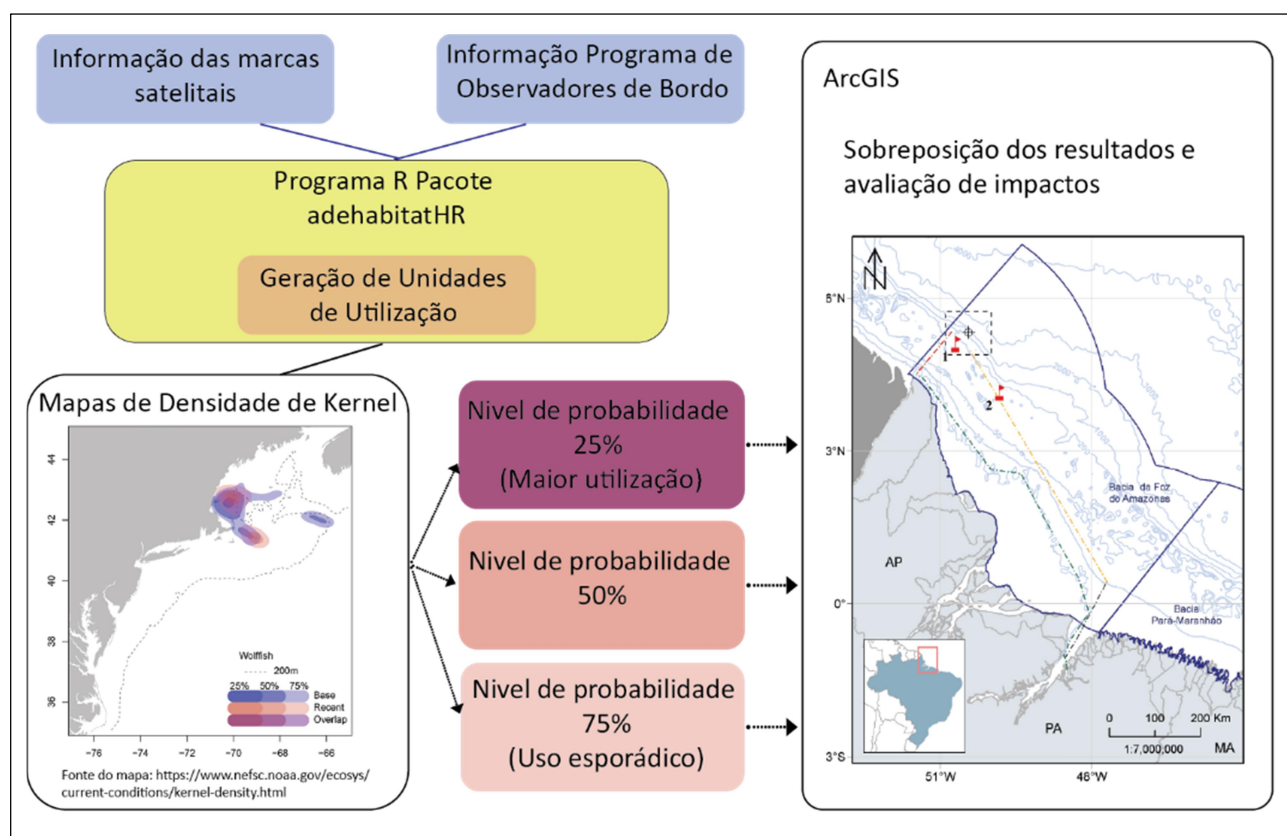 Informação das marcas
satelitais
Informação Programa de
Observadores de Bordo
Programa R Pacote
adehabitatHR
Geração de Unidades
de Utilização
Mapas de Densidade de Kernel
44
42
40
38
36
Wolffish
200m
25% 50% 75%
Base
Recent
Overlap
−76 −74 −72 −70 −68 −66
Fonte do mapa: https://www.nefsc.noaa.gov/ecosys/
current-conditions/kernel-density.html
Nivel de probabilidade
25%
(Maior utilização)
Nivel de probabilidade
50%
Nivel de probabilidade
75%
(Uso esporádico)
ArcGIS
Sobreposição dos resultados e
avaliação de impactos
N
1
2
3°N
0°
3°S
Bacia da Foz
do Amazonas
AP
Bacia
Pará-Maranhão
PA
MA
0 100 200 Km
1:7,000,000
51°W 48°W